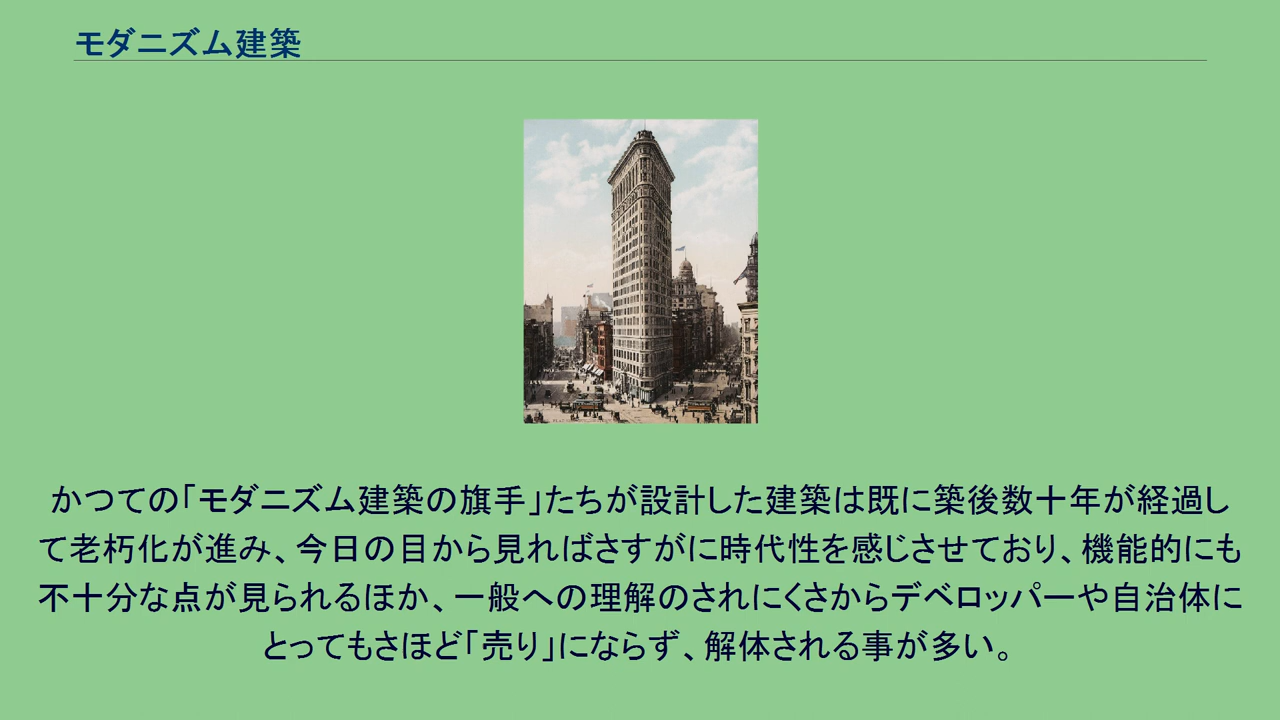 モダニズム建築
かつての「モダニズム建築の旗手」たちが設計した建築は既に築後数十年が経過し
て老朽化が進み、今日の目から見ればさすがに時代性を感じさせており、機能的にも
不十分な点が見られるほか、一般への理解のされにくさからデベロッパーや自治体に
とってもさほど「売り」にならず、解体される事が多い。